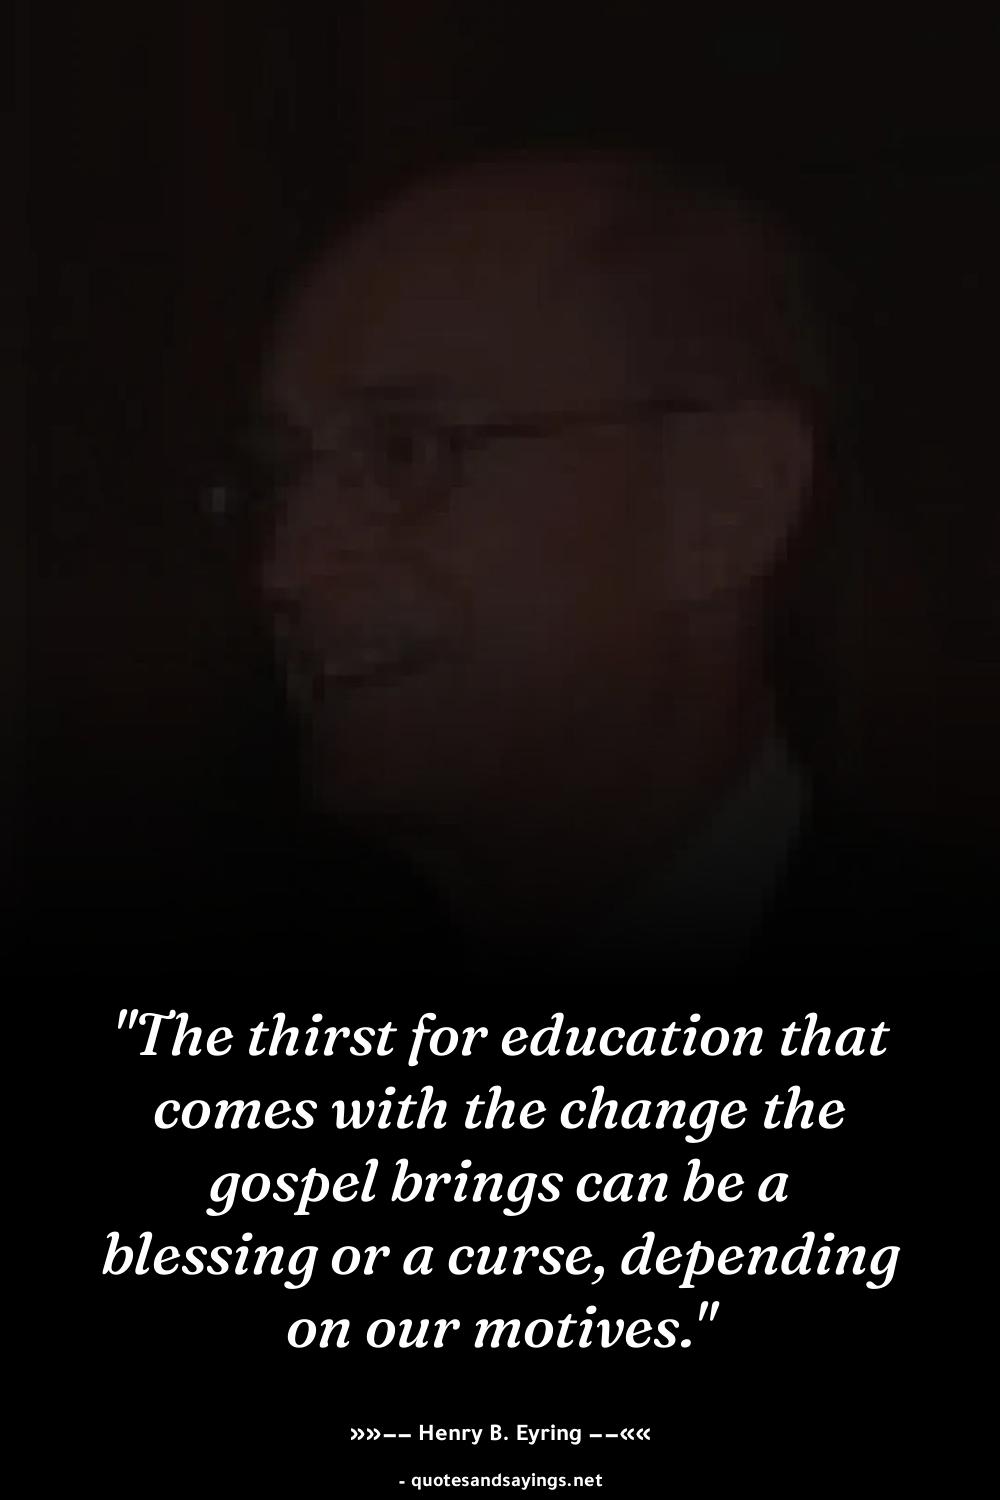 "The thirst for education that
comes with the change the
gospel brings can be a
blessing or a curse, depending
on our motives."
»»–– Henry B. Eyring ––««
- quotesandsayings.net